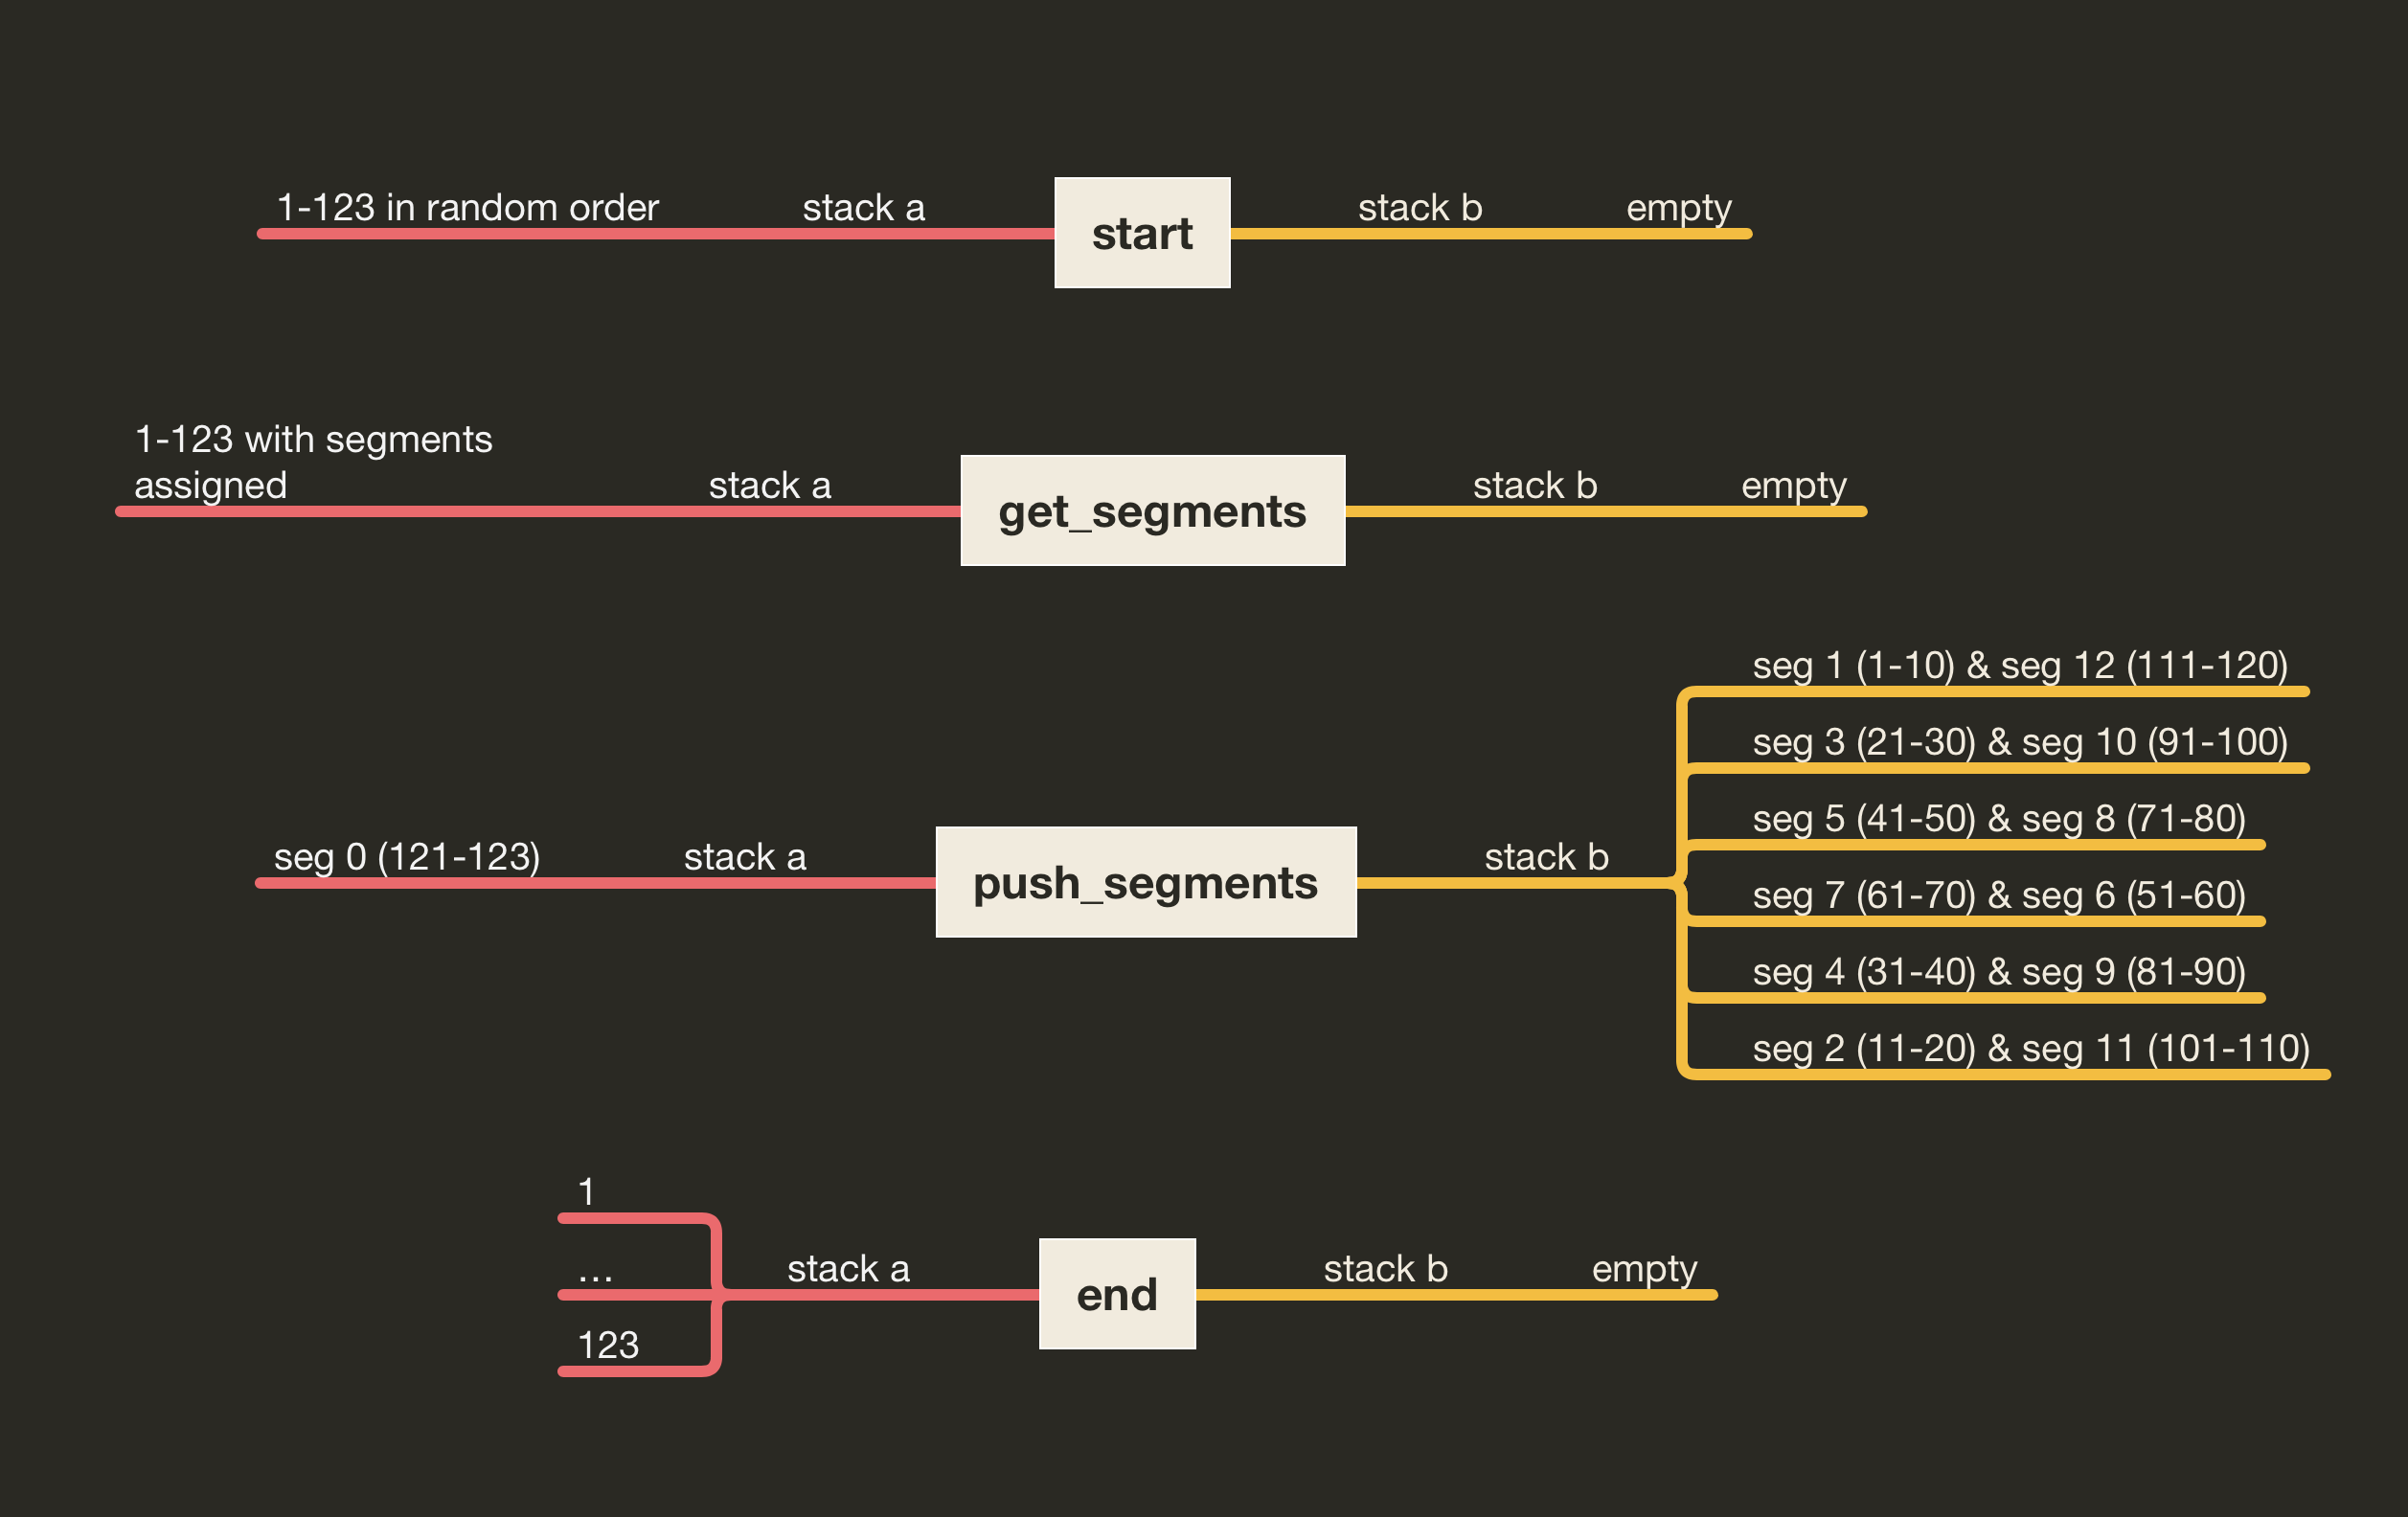 1-123 in random order
stack a
start
stack b
empty
1-123 with segments
assigned
stack a
get_segments
stack b
empty
seg 0 (121-123)
stack a
push_segments
stack b
seg 1 (1-10) & seg 12 (111-120)
seg 3 (21-30) & seg 10 (91-100)
seg 5 (41-50) & seg 8 (71-80)
seg 7 (61-70) & seg 6 (51-60)
seg 4 (31-40) & seg 9 (81-90)
seg 2 (11-20) & seg 11 (101-110)
1
...
123
stack a
end
stack b
empty